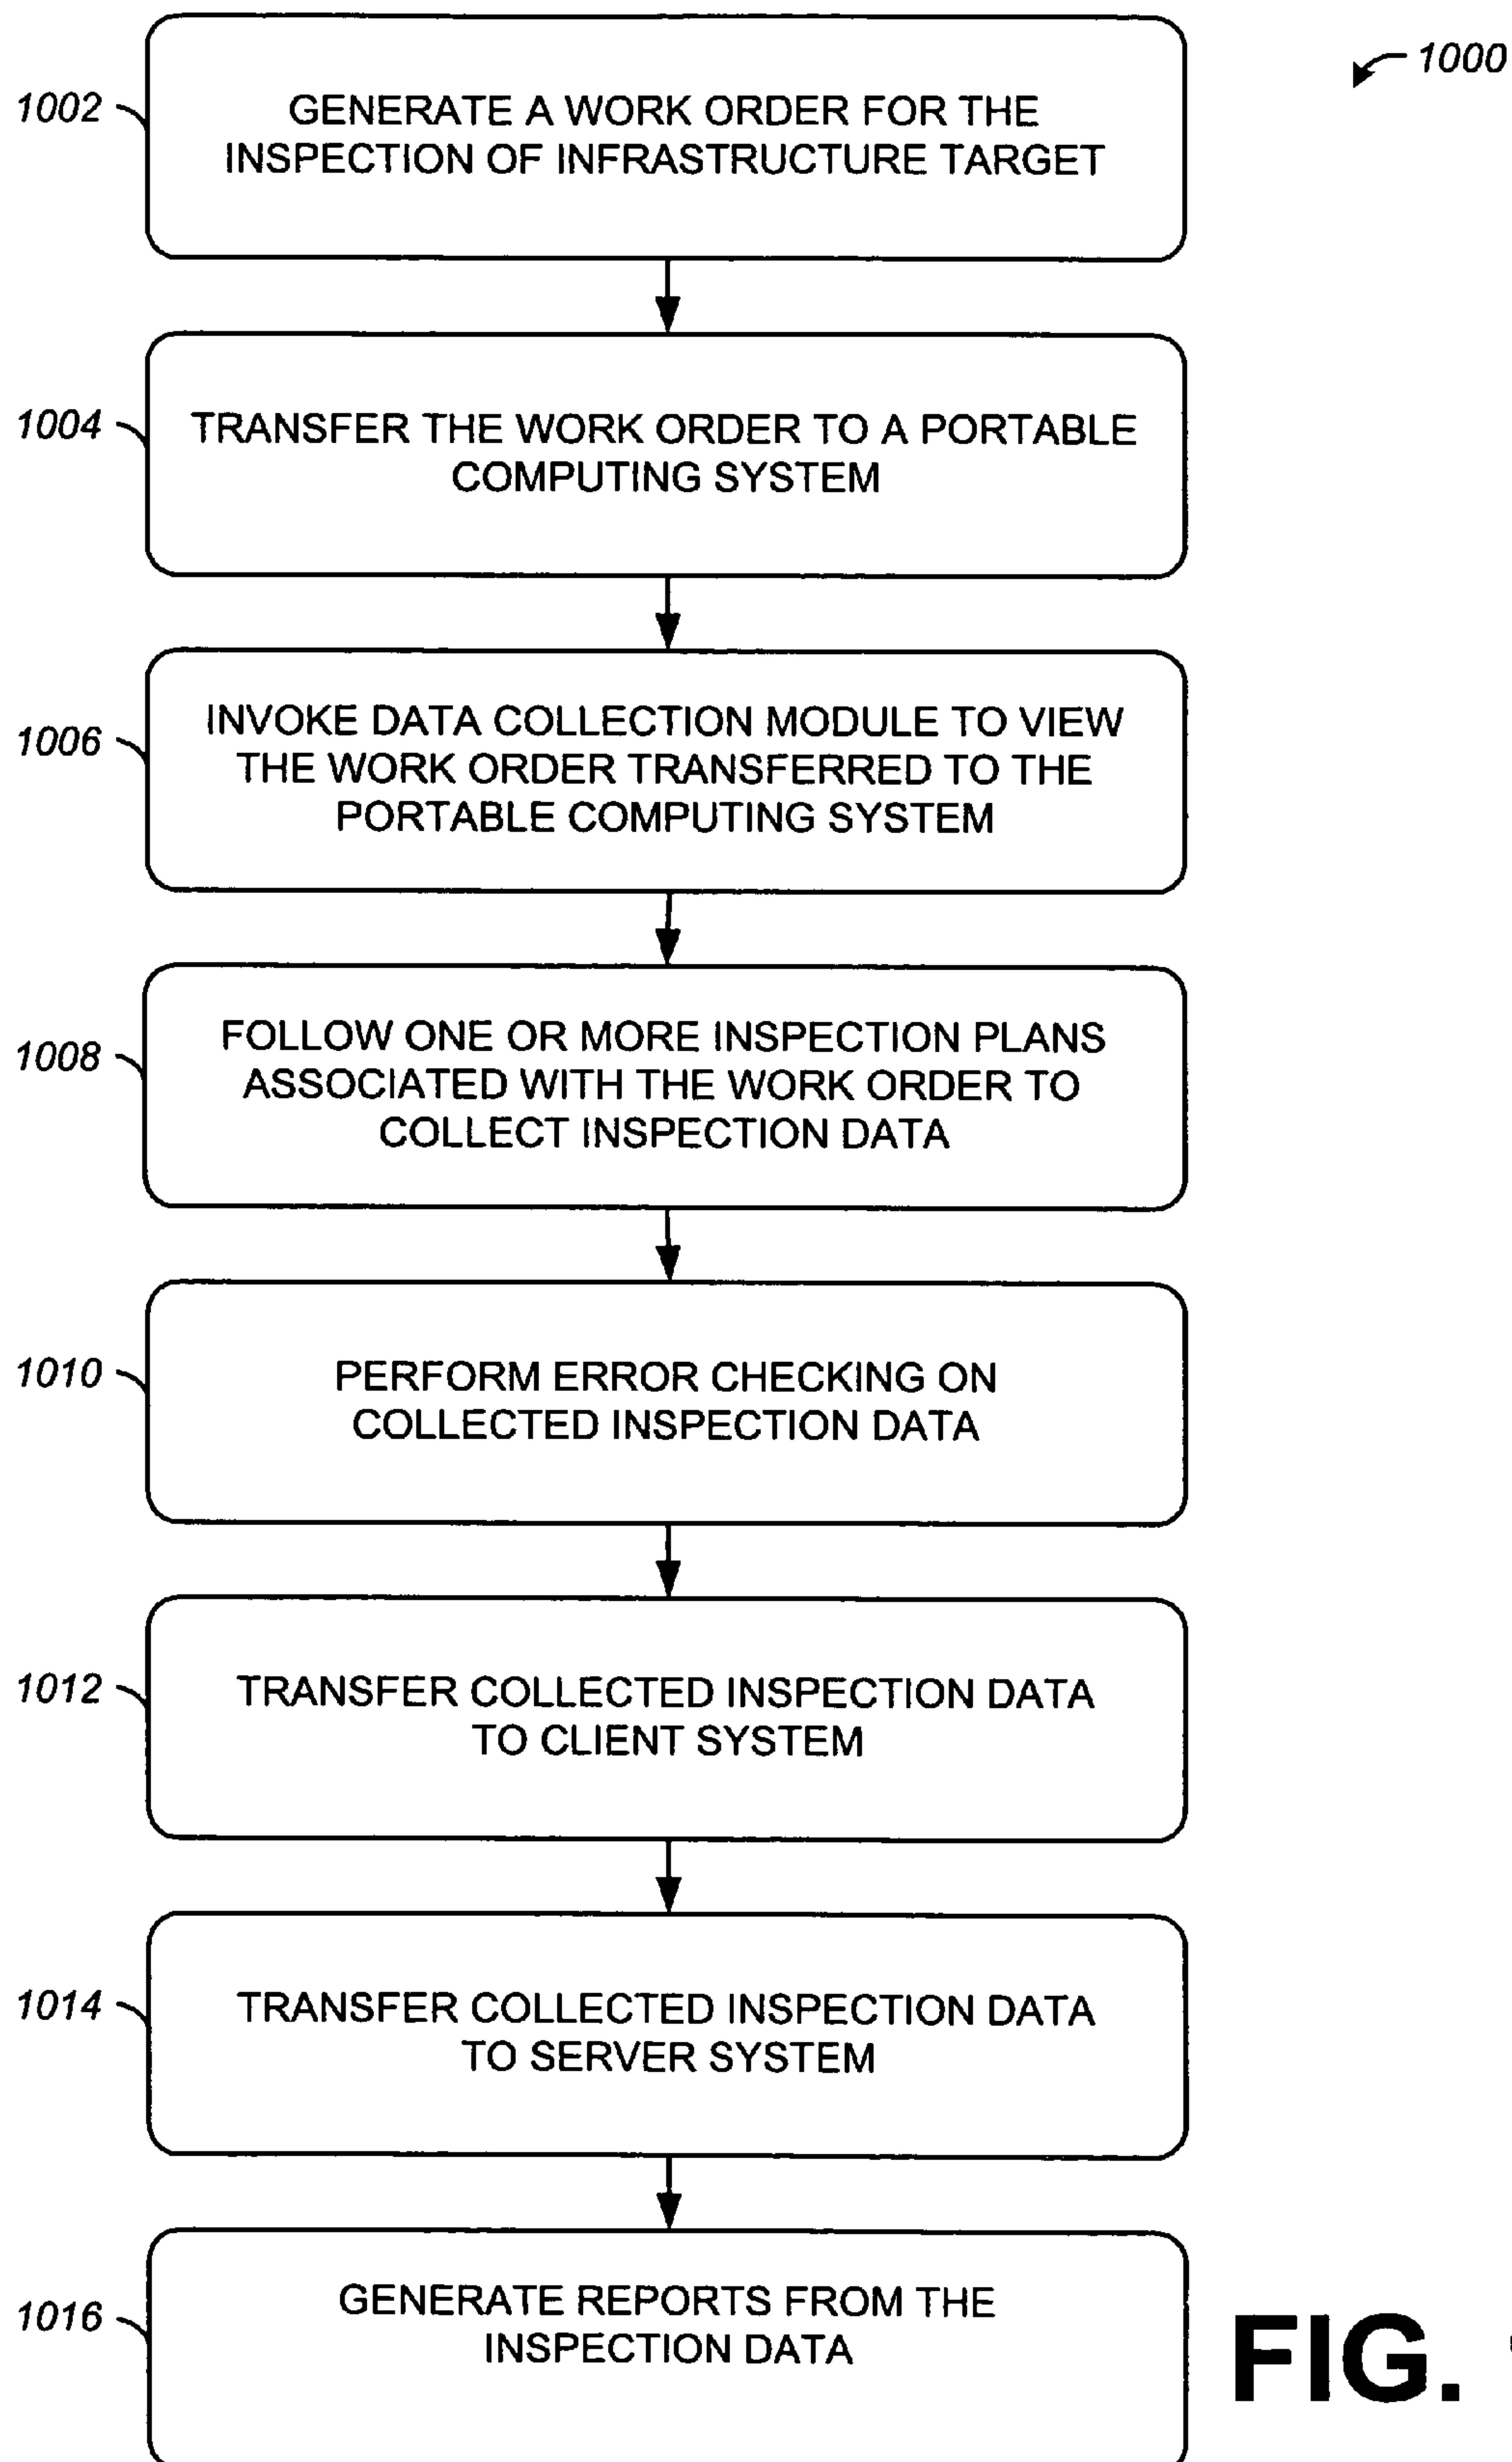 1000
1002
GENERATE A WORK ORDER FOR THE
INSPECTION OF INFRASTRUCTURE TARGET
1004
TRANSFER THE WORK ORDER TO A PORTABLE
COMPUTING SYSTEM
1006
INVOKE DATA COLLECTION MODULE TO VIEW
THE WORK ORDER TRANSFERRED TO THE
PORTABLE COMPUTING SYSTEM
1008
FOLLOW ONE OR MORE INSPECTION PLANS
ASSOCIATED WITH THE WORK ORDER TO
COLLECT INSPECTION DATA
1010
PERFORM ERROR CHECKING ON
COLLECTED INSPECTION DATA
1012
TRANSFER COLLECTED INSPECTION DATA
TO CLIENT SYSTEM
1014
TRANSFER COLLECTED INSPECTION DATA
TO SERVER SYSTEM
1016
GENERATE REPORTS FROM THE
INSPECTION DATA
FIG.